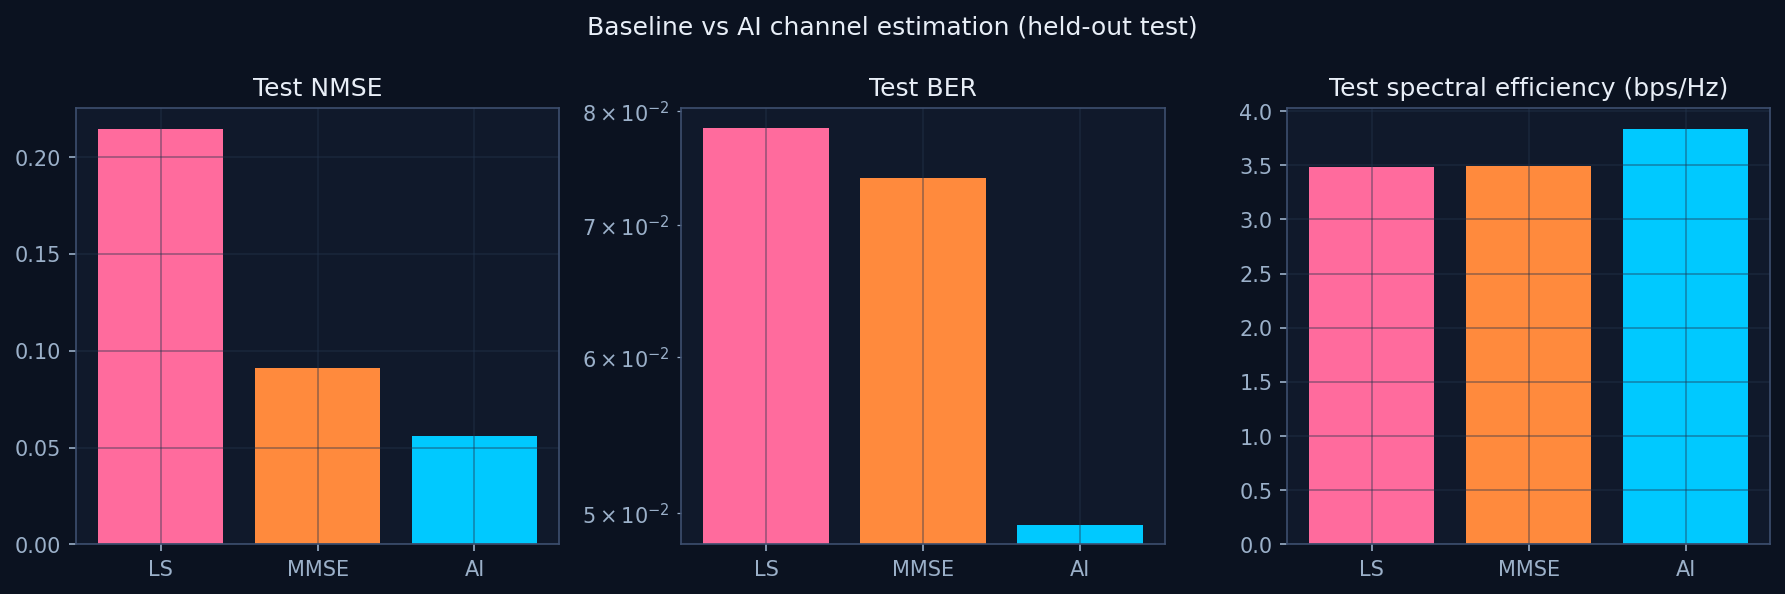 Baseline vs AI channel estimation (held-out test)
Test NMSE
0.20
0.15
0.10
0.05
0.00
LS MMSE AI
Test BER
8 × 10⁻²
7 × 10⁻²
6 × 10⁻²
5 × 10⁻²
LS MMSE AI
Test spectral efficiency (bps/Hz)
4.0
3.5
3.0
2.5
2.0
1.5
1.0
0.5
0.0
LS MMSE AI